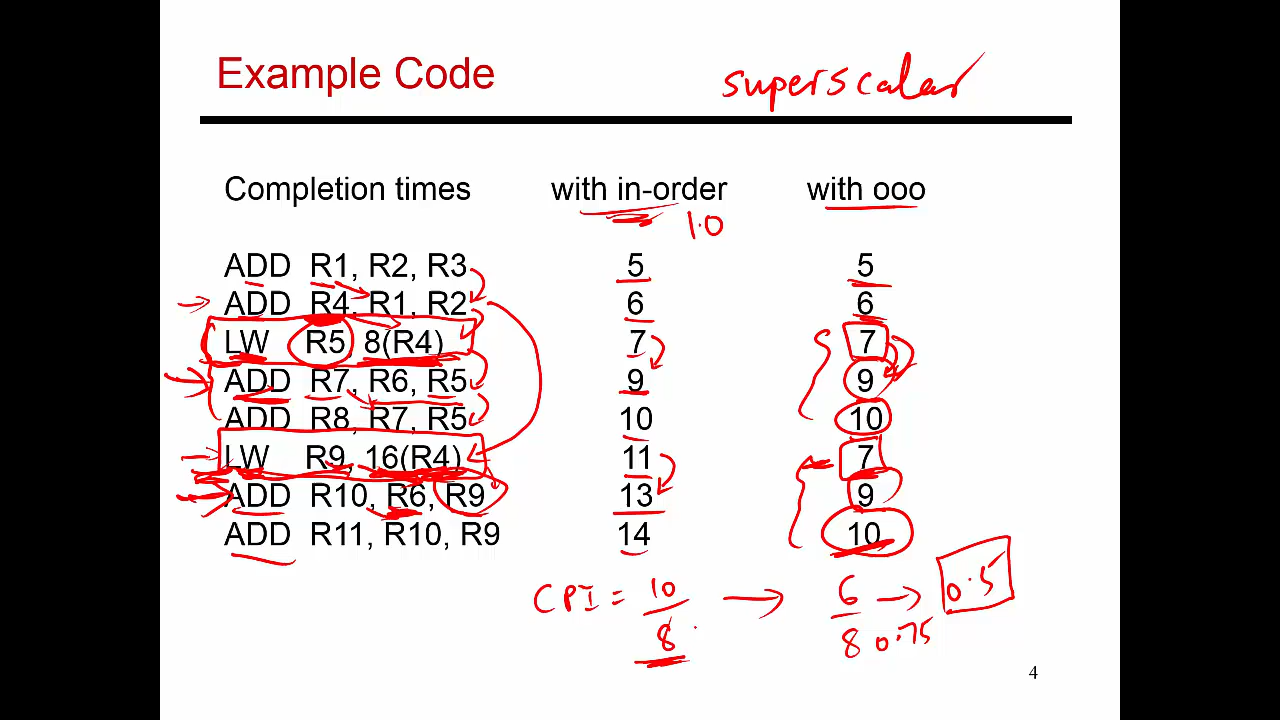 Example Code superscalar
Completion times with in-order with ooo
1.0
ADD R1, R2, R3 5 5
ADD R4, R1, R2 6 6
LW R5 8(R4) 7 7
ADD R7, R6, R5 9 9
ADD R8, R7, R5 10 10
LW R9, 16(R4) 11 7
ADD R10, R6, R9 13 9
ADD R11, R10, R9 14 10
CPI = 10/8 → 6/8 → 0.5
0.75
4